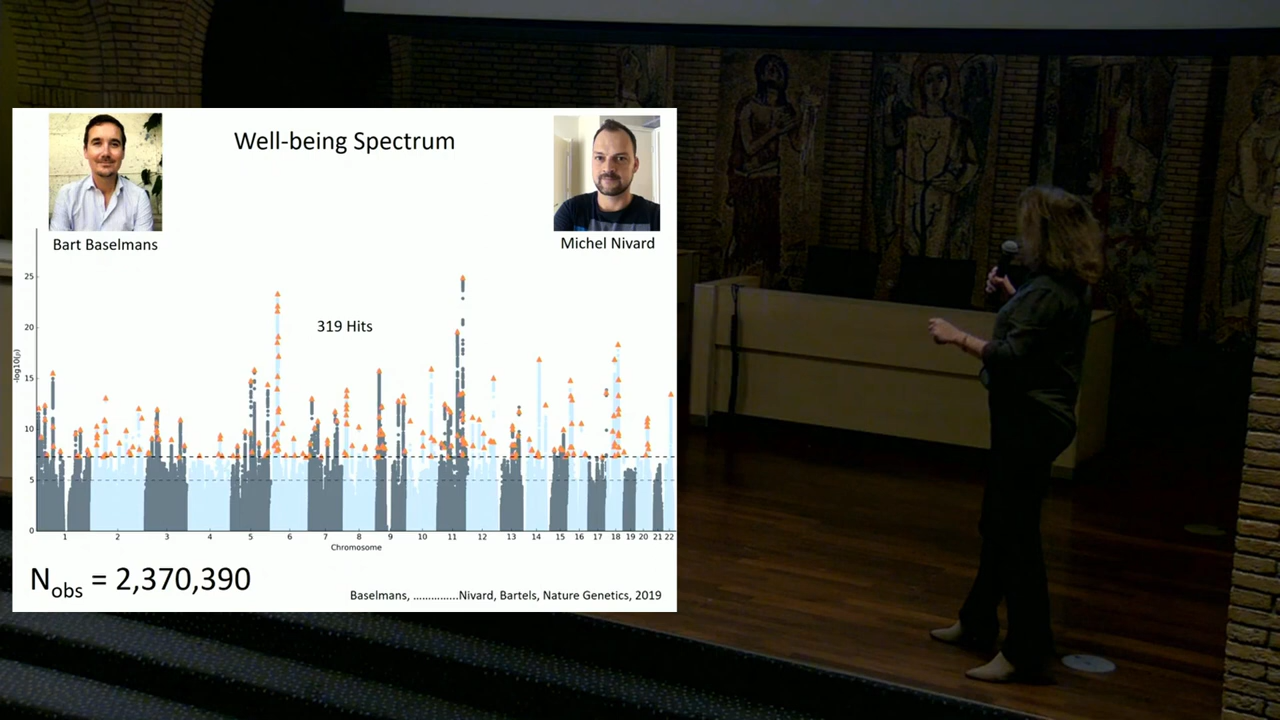 Well-being Spectrum
Bart Baselmans
Michel Nivard
319 Hits
-log10(p)
25
20
15
10
5
0
1 2 3 4 5 6 7 8 9 10 11 12 13 14 15 16 17 18 19 20 21 22
Chromosome
Nobs = 2,370,390
Baselmans, ...............Nivard, Bartels, Nature Genetics, 2019